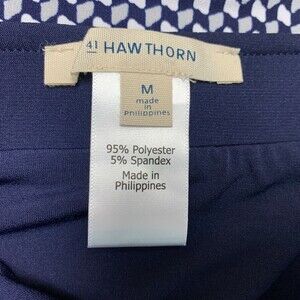 41 HAWTHORN
M
made in
Philippines
95% Polyester
5% Spandex
Made in
Philippines